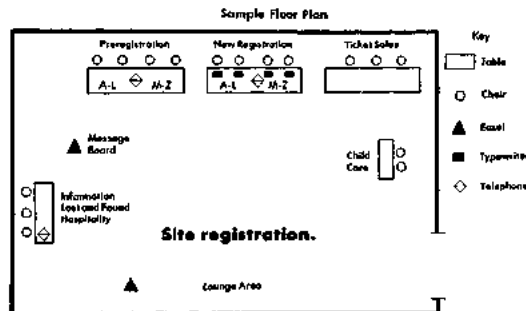 Sample Floor Plan
Preregistration
New Registration
Ticket Sales
Key
A-L
M-Z
A-L
M-Z
Table
Chair
Easel
Typewriter
Telephone
Message
Board
Child
Care
Information
Lost and Found
Hospitality
Site registration.
Lounge Area